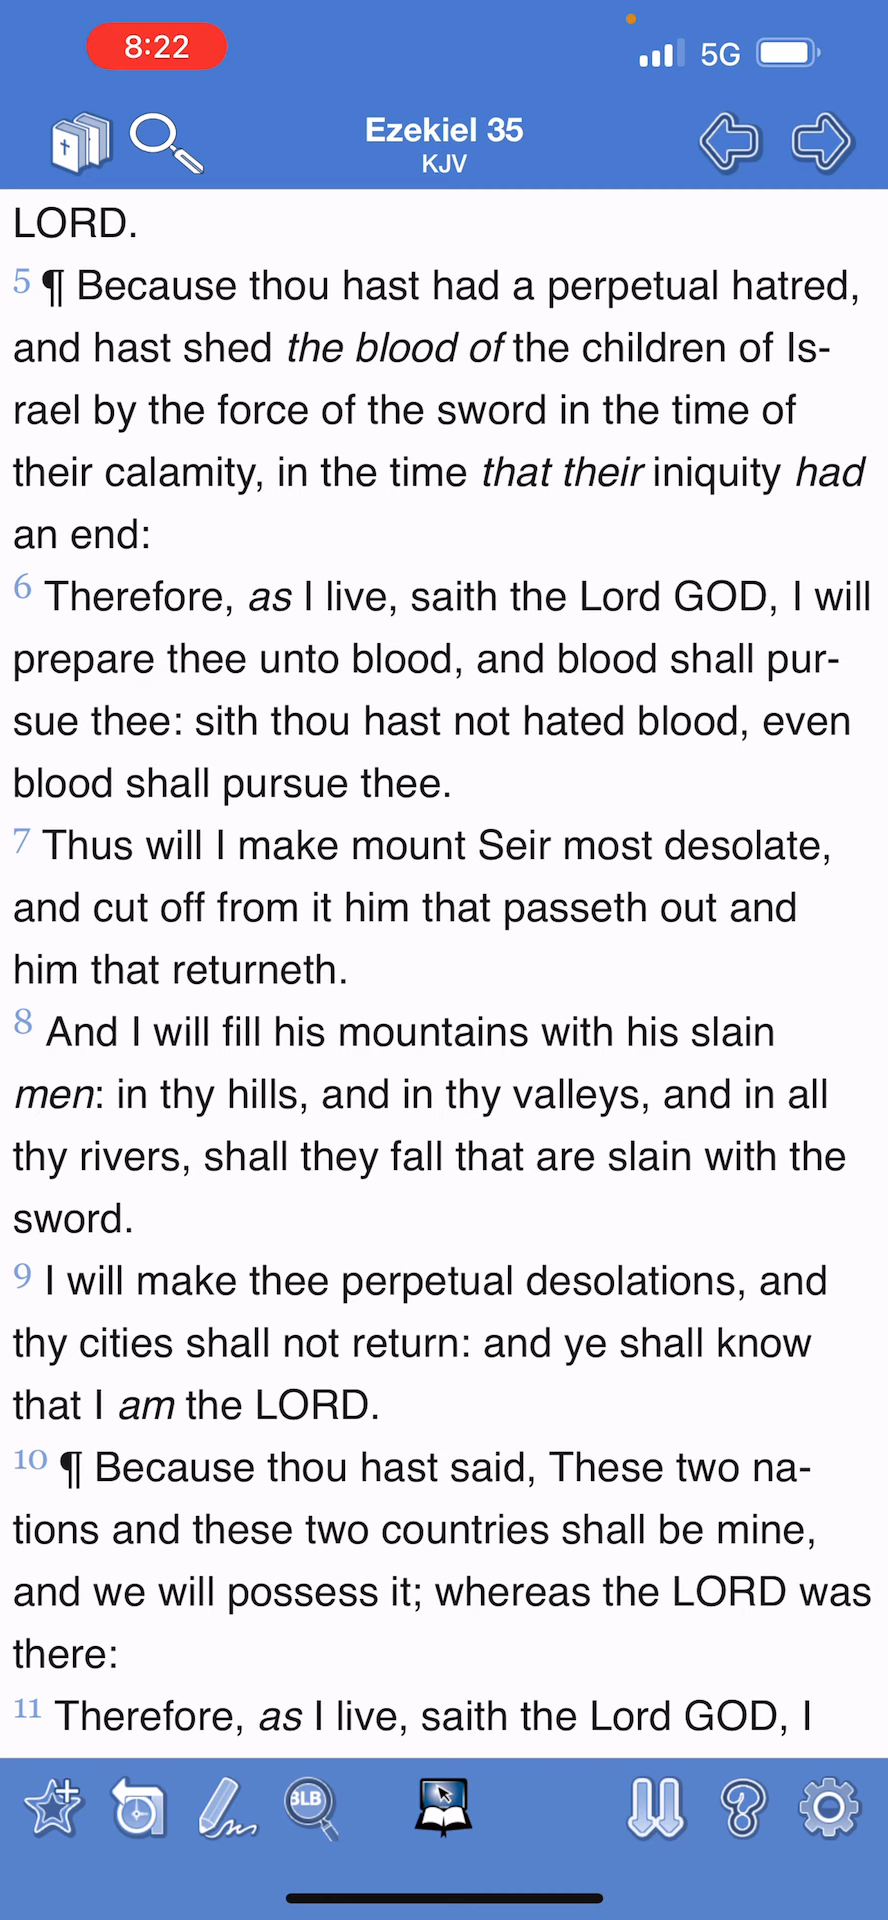 8:22
5G
Ezekiel 35
KJV
LORD.
5 ¶ Because thou hast had a perpetual hatred,
and hast shed the blood of the children of Is-
rael by the force of the sword in the time of
their calamity, in the time that their iniquity had
an end:
6 Therefore, as I live, saith the Lord GOD, I will
prepare thee unto blood, and blood shall pur-
sue thee: sith thou hast not hated blood, even
blood shall pursue thee.
7 Thus will I make mount Seir most desolate,
and cut off from it him that passeth out and
him that returneth.
8 And I will fill his mountains with his slain
men: in thy hills, and in thy valleys, and in all
thy rivers, shall they fall that are slain with the
sword.
9 I will make thee perpetual desolations, and
thy cities shall not return: and ye shall know
that I am the LORD.
10 ¶ Because thou hast said, These two na-
tions and these two countries shall be mine,
and we will possess it; whereas the LORD was
there:
11 Therefore, as I live, saith the Lord GOD, I
BLB